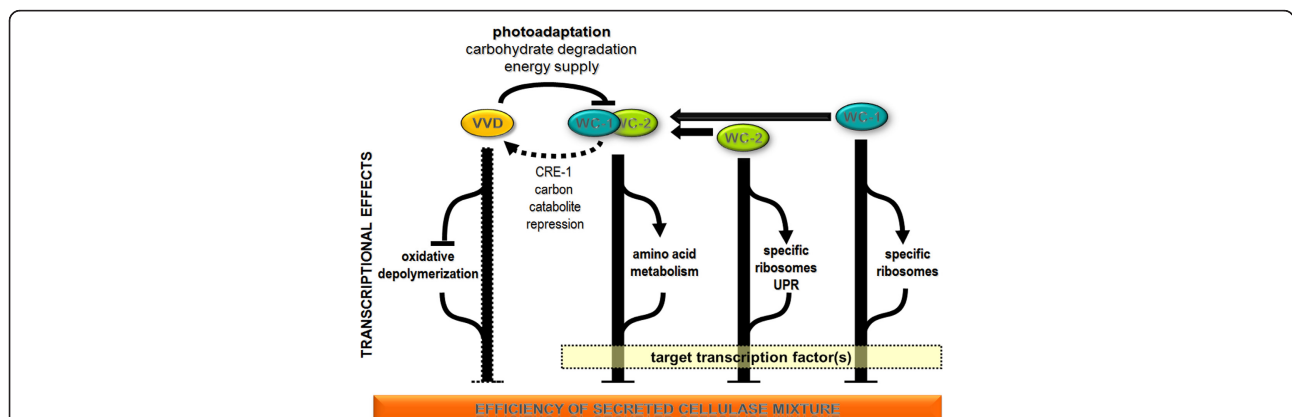 photoadaptation
carbohydrate degradation
energy supply
VVD
WC-1
WC-2
WC-2
WC-1
CRE-1
carbon
catabolite
repression
TRANSCRIPTIONAL EFFECTS
oxidative
depolymerization
amino acid
metabolism
specific
ribosomes
UPR
specific
ribosomes
target transcription factor(s)
EFFICIENCY OF SECRETED CELLULASE MIXTURE